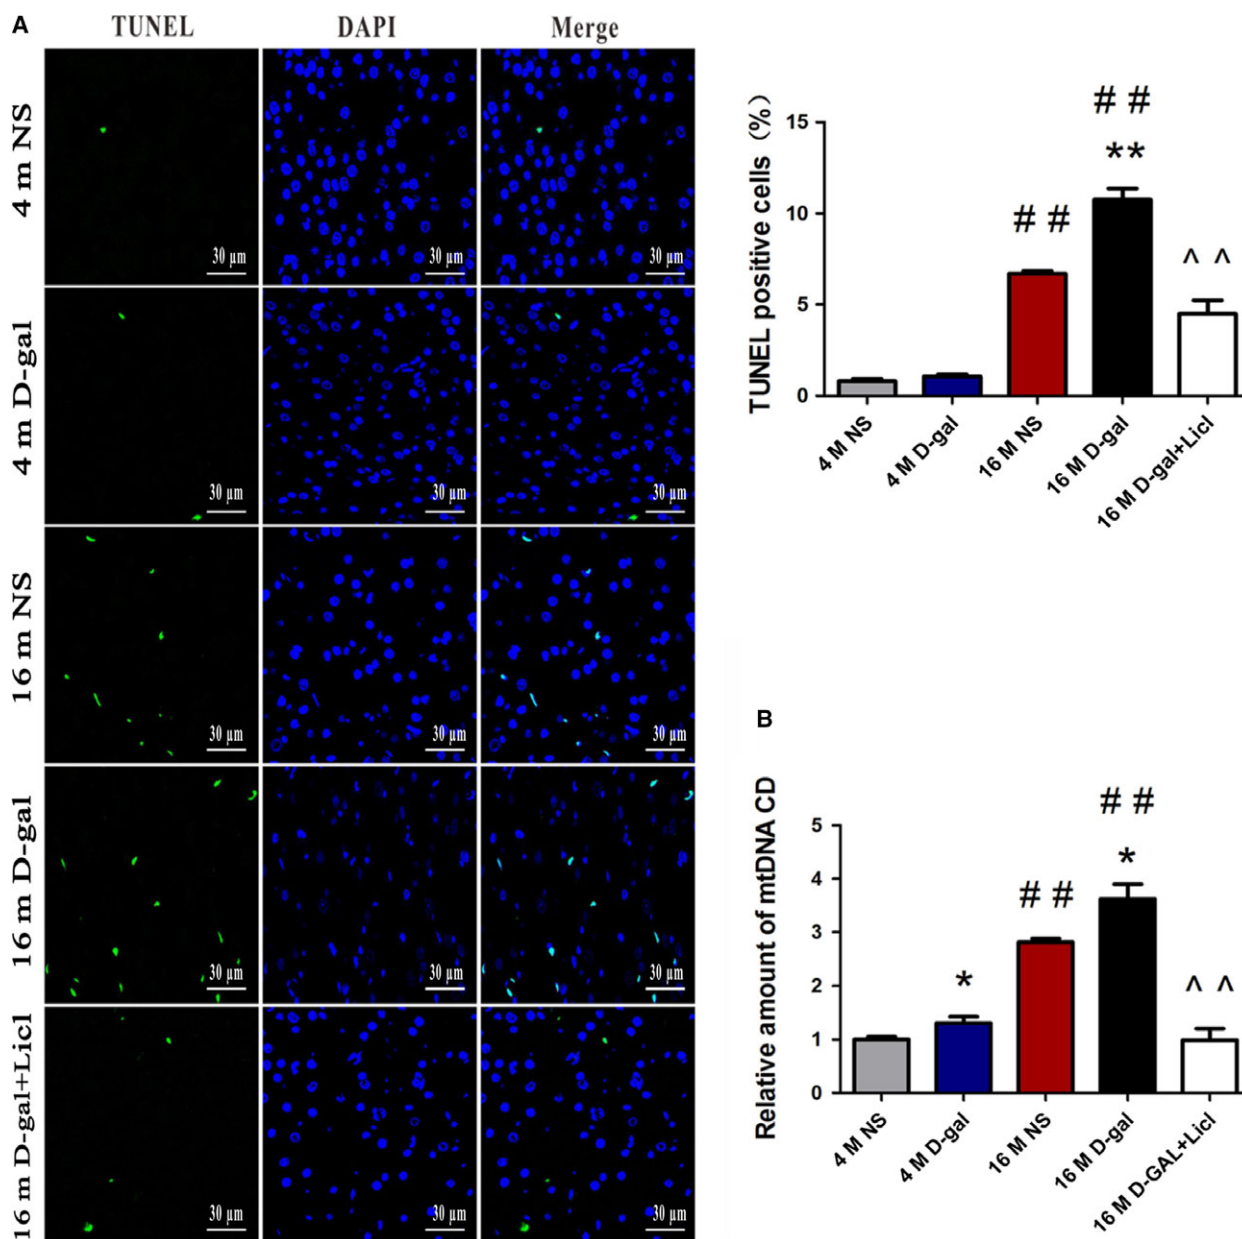 A
TUNEL DAPI Merge
4 m NS
30 µm 30 µm 30 µm
4 m D-gal
30 µm 30 µm 30 µm
16 m NS
30 µm 30 µm 30 µm
16 m D-gal
30 µm 30 µm 30 µm
16 m D-gal+Licl
30 µm 30 µm 30 µm
TUNEL positive cells (%)
15
10
5
0
# #
# #
**
^ ^
4 M NS
4 M D-gal
16 M NS
16 M D-gal
16 M D-gal+Licl
B
Relative amount of mtDNA CD
5
4
3
2
1
0
*
# #
# #
*
^ ^
4 M NS
4 M D-gal
16 M NS
16 M D-gal
16 M D-GAL+Licl